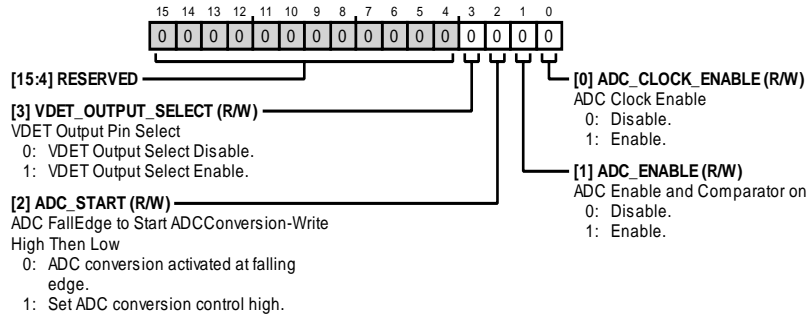 15 14 13 12 11 10 9 8 7 6 5 4 3 2 1 0
0 0 0 0 0 0 0 0 0 0 0 0 0 0 0 0
[15:4] RESERVED
[3] VDET_OUTPUT_SELECT (R/W)
VDET Output Pin Select
0: VDET Output Select Disable.
1: VDET Output Select Enable.
[2] ADC_START (R/W)
ADC FallEdge to Start ADCConversion-Write
High Then Low
0: ADC conversion activated at falling
edge.
1: Set ADC conversion control high.
[0] ADC_CLOCK_ENABLE (R/W)
ADC Clock Enable
0: Disable.
1: Enable.
[1] ADC_ENABLE (R/W)
ADC Enable and Comparator on
0: Disable.
1: Enable.